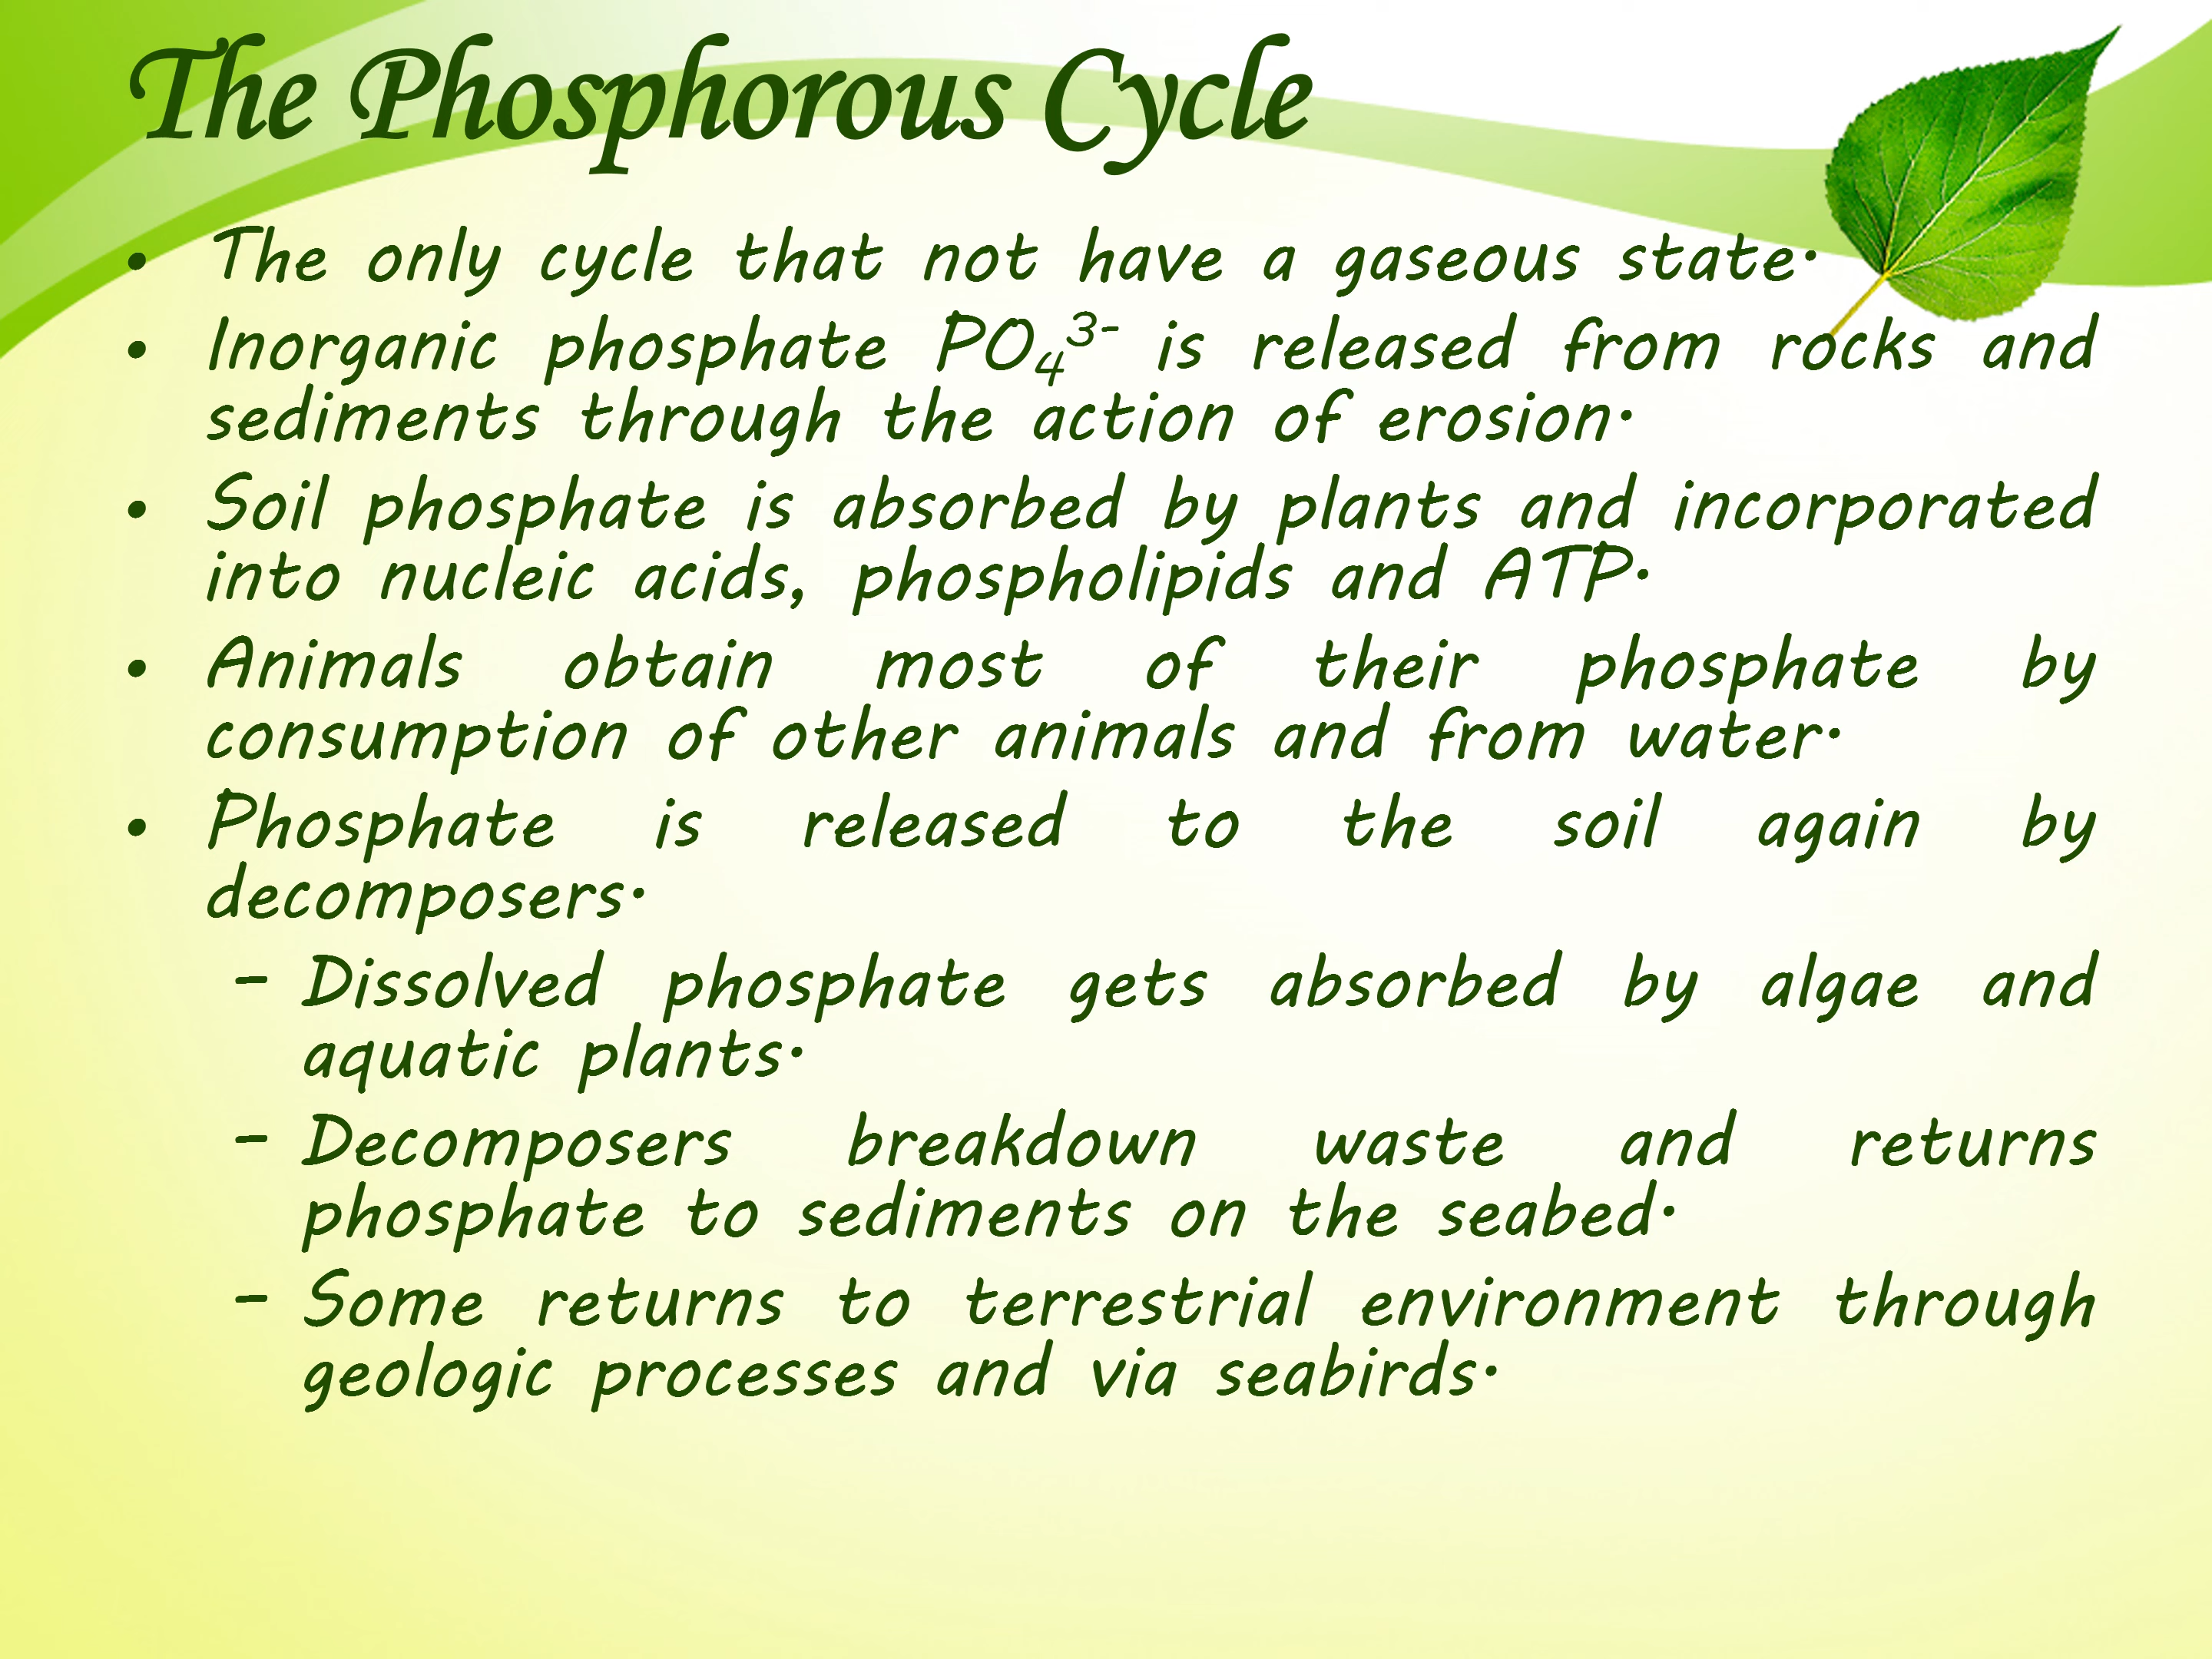 The Phosphorous Cycle
• The only cycle that not have a gaseous state.
• Inorganic phosphate PO₄³⁻ is released from rocks and
sediments through the action of erosion.
• Soil phosphate is absorbed by plants and incorporated
into nucleic acids, phospholipids and ATP.
• Animals obtain most of their phosphate by
consumption of other animals and from water.
• Phosphate is released to the soil again by
decomposers.
– Dissolved phosphate gets absorbed by algae and
aquatic plants.
– Decomposers breakdown waste and returns
phosphate to sediments on the seabed.
– Some returns to terrestrial environment through
geologic processes and via seabirds.